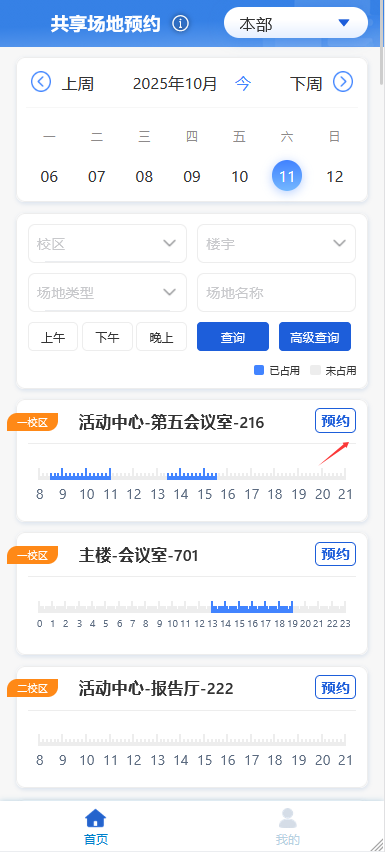 共享场地预约 本部
上周 2025年10月 今 下周
一 二 三 四 五 六 日
06 07 08 09 10 11 12
校区 楼宇
场地类型 场地名称
上午 下午 晚上 查询 高级查询
已占用 未占用
一校区 活动中心-第五会议室-216 预约
8 9 10 11 12 13 14 15 16 17 18 19 20 21
一校区 主楼-会议室-701 预约
0 1 2 3 4 5 6 7 8 9 10 11 12 13 14 15 16 17 18 19 20 21 22 23
二校区 活动中心-报告厅-222 预约
8 9 10 11 12 13 14 15 16 17 18 19 20 21
首页 我的